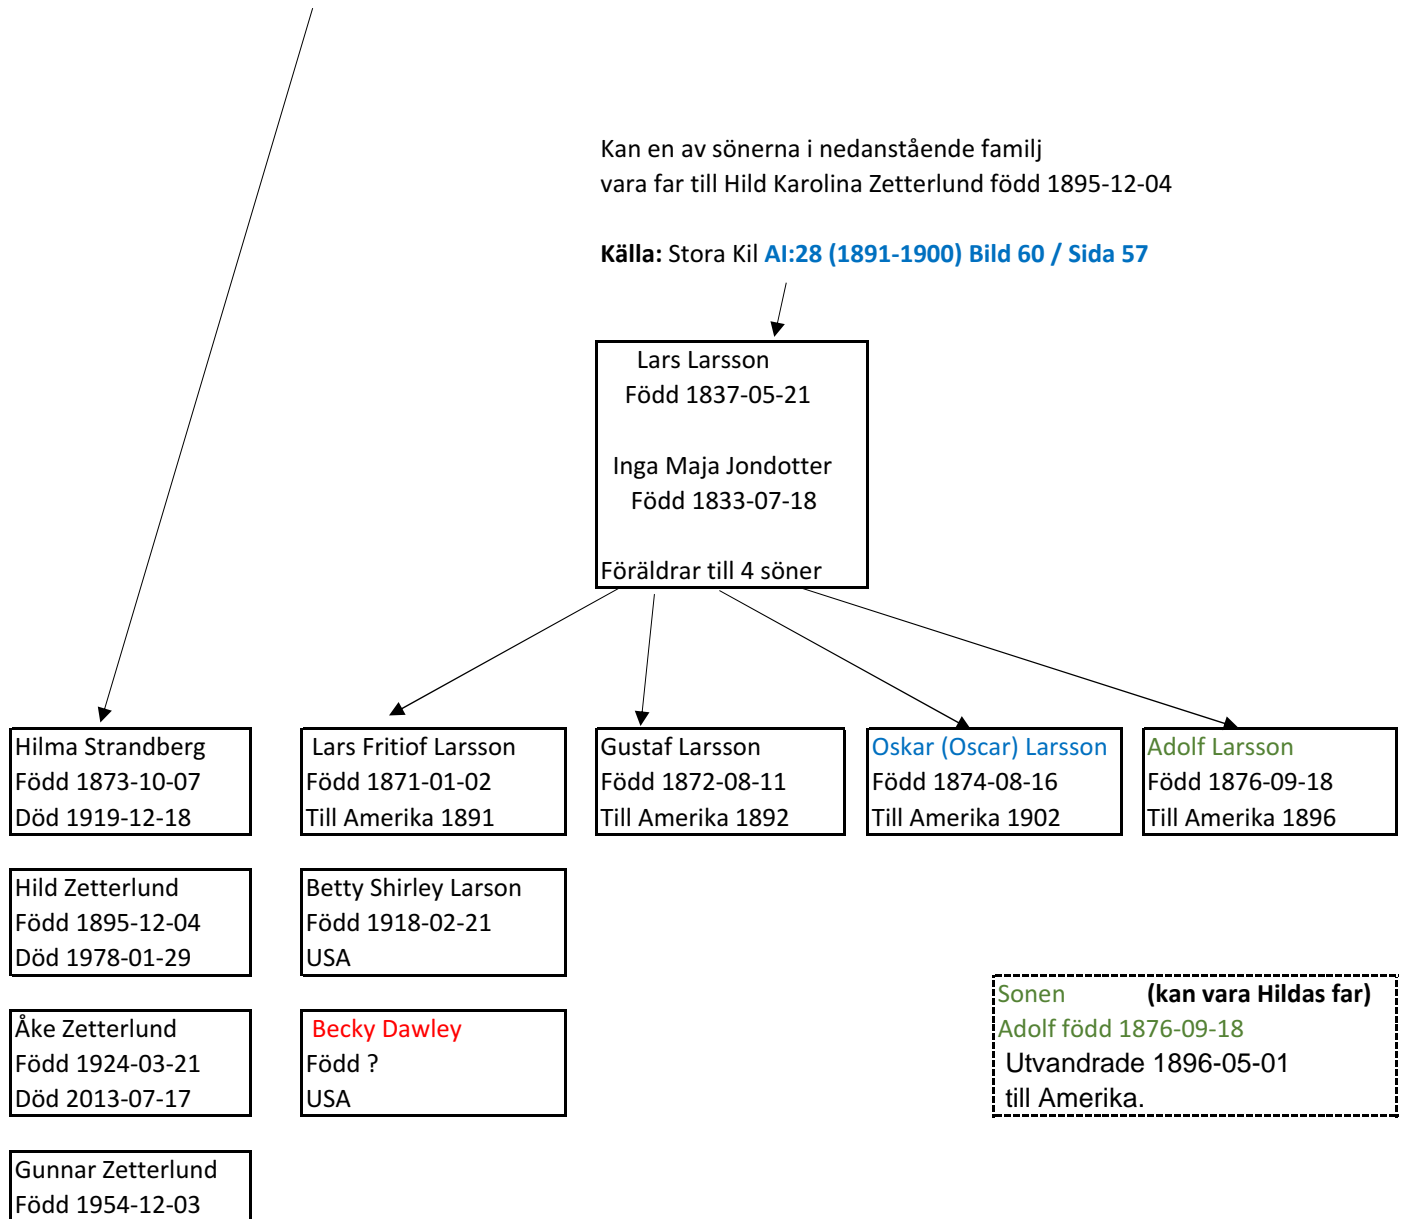 Kan en av sönerna i nedanstående familj
vara far till Hild Karolina Zetterlund född 1895-12-04
Källa: Stora Kil AI:28 (1891-1900) Bild 60 / Sida 57
Lars Larsson
Född 1837-05-21
Inga Maja Jondotter
Född 1833-07-18
Föräldrar till 4 söner
Hilma Strandberg
Född 1873-10-07
Död 1919-12-18
Lars Fritiof Larsson
Född 1871-01-02
Till Amerika 1891
Gustaf Larsson
Född 1872-08-11
Till Amerika 1892
Oskar (Oscar) Larsson
Född 1874-08-16
Till Amerika 1902
Adolf Larsson
Född 1876-09-18
Till Amerika 1896
Hild Zetterlund
Född 1895-12-04
Död 1978-01-29
Betty Shirley Larson
Född 1918-02-21
USA
Åke Zetterlund
Född 1924-03-21
Död 2013-07-17
Becky Dawley
Född ?
USA
Sonen (kan vara Hildas far)
Adolf född 1876-09-18
Utvandrade 1896-05-01
till Amerika.
Gunnar Zetterlund
Född 1954-12-03